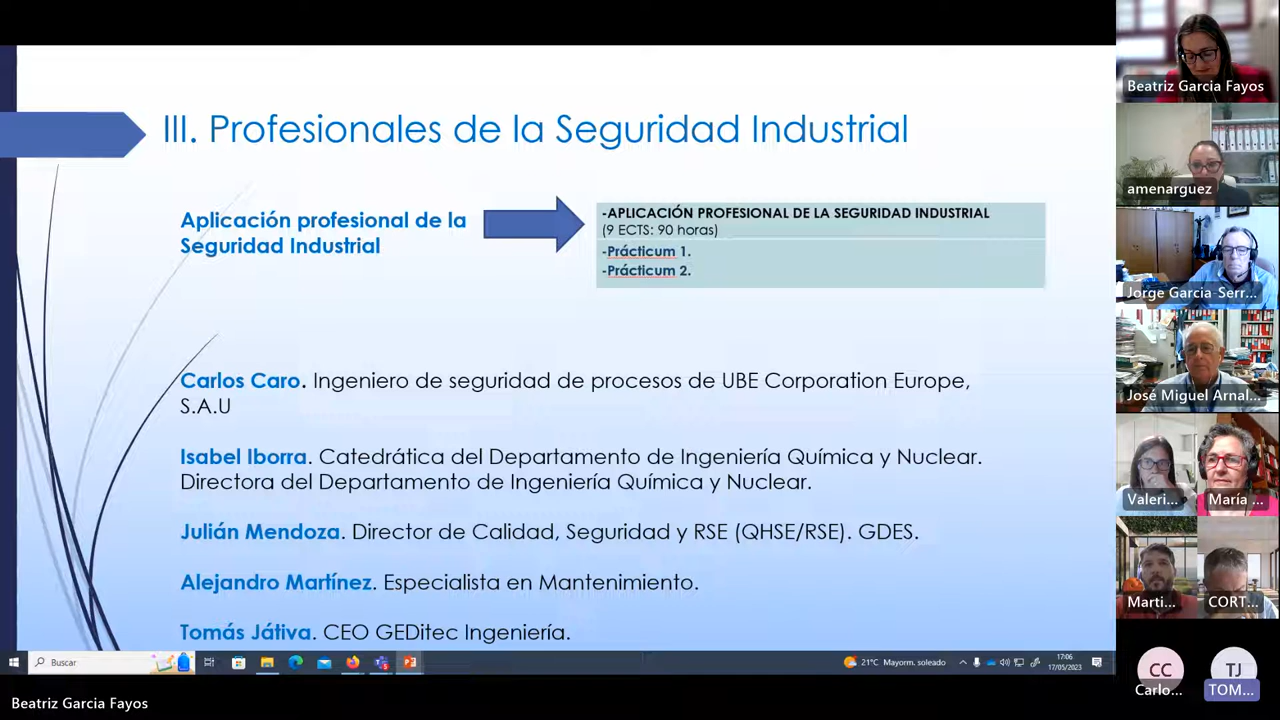 III. Profesionales de la Seguridad Industrial
Aplicación profesional de la
Seguridad Industrial
-APLICACIÓN PROFESIONAL DE LA SEGURIDAD INDUSTRIAL
(9 ECTS: 90 horas)
-Prácticum 1.
-Prácticum 2.
Carlos Caro. Ingeniero de seguridad de procesos de UBE Corporation Europe,
S.A.U
Isabel Iborra. Catedrática del Departamento de Ingeniería Química y Nuclear.
Directora del Departamento de Ingeniería Química y Nuclear.
Julián Mendoza. Director de Calidad, Seguridad y RSE (QHSE/RSE). GDES.
Alejandro Martínez. Especialista en Mantenimiento.
Tomás Játiva. CEO GEDitec Ingeniería.
Buscar
21°C Mayorm. soleado
17:06
17/05/2023
Beatriz Garcia Fayos
Beatriz Garcia Fayos
amenarguez
Jorge Garcia-Serr...
José Miguel Arnal...
Valeri...
María ...
Marti...
CORT...
CC
Carlo...
TJ
TOM...